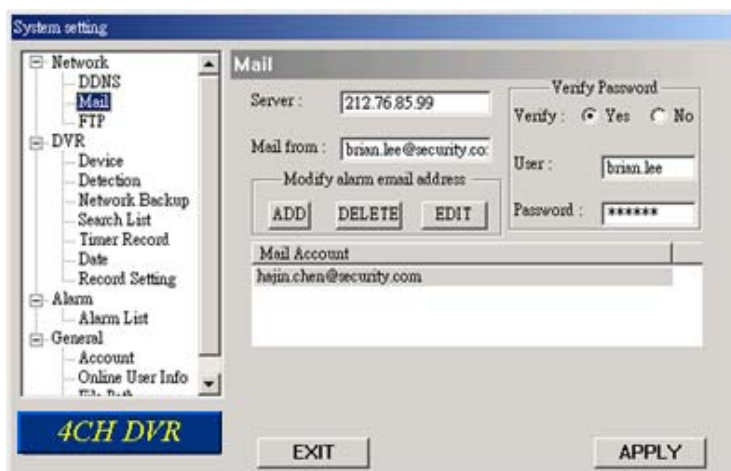 System setting
Network
DDNS
Mail
FTP
DVR
Device
Detection
Network Backup
Search List
Timer Record
Date
Record Setting
Alarm
Alarm List
General
Account
Online User Info
File Path
4CH DVR
Mail
Server : 212.76.85.99
Mail from : brian.lee@security.co
Modify alarm email address
ADD DELETE EDIT
Verify Password
Verify : Yes No
User : brian.lee
Password : ******
Mail Account
hajin.chen@security.com
EXIT APPLY